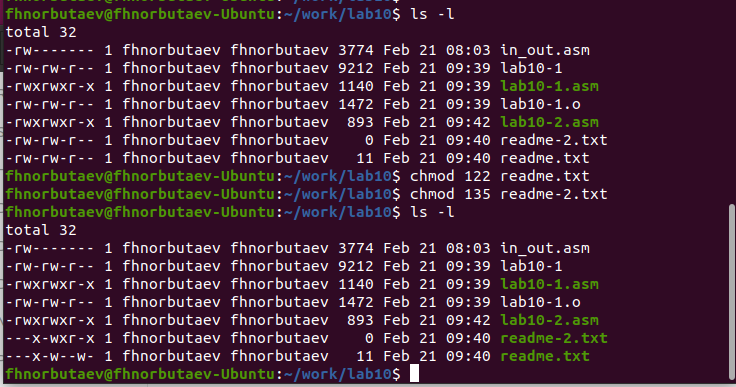 fhnorbutaev@fhnorbutaev-Ubuntu:~/work/lab10$ ls -l
total 32
-rw------- 1 fhnorbutaev fhnorbutaev 3774 Feb 21 08:03 in_out.asm
-rw-rw-r-- 1 fhnorbutaev fhnorbutaev 9212 Feb 21 09:39 lab10-1
-rwxrwxr-x 1 fhnorbutaev fhnorbutaev 1140 Feb 21 09:39 lab10-1.asm
-rw-rw-r-- 1 fhnorbutaev fhnorbutaev 1472 Feb 21 09:39 lab10-1.o
-rwxrwxr-x 1 fhnorbutaev fhnorbutaev  893 Feb 21 09:42 lab10-2.asm
-rw-rw-r-- 1 fhnorbutaev fhnorbutaev    0 Feb 21 09:40 readme-2.txt
-rw-rw-r-- 1 fhnorbutaev fhnorbutaev   11 Feb 21 09:40 readme.txt
fhnorbutaev@fhnorbutaev-Ubuntu:~/work/lab10$ chmod 122 readme.txt
fhnorbutaev@fhnorbutaev-Ubuntu:~/work/lab10$ chmod 135 readme-2.txt
fhnorbutaev@fhnorbutaev-Ubuntu:~/work/lab10$ ls -l
total 32
-rw------- 1 fhnorbutaev fhnorbutaev 3774 Feb 21 08:03 in_out.asm
-rw-rw-r-- 1 fhnorbutaev fhnorbutaev 9212 Feb 21 09:39 lab10-1
-rwxrwxr-x 1 fhnorbutaev fhnorbutaev 1140 Feb 21 09:39 lab10-1.asm
-rw-rw-r-- 1 fhnorbutaev fhnorbutaev 1472 Feb 21 09:39 lab10-1.o
-rwxrwxr-x 1 fhnorbutaev fhnorbutaev  893 Feb 21 09:42 lab10-2.asm
---x-wxr-x 1 fhnorbutaev fhnorbutaev    0 Feb 21 09:40 readme-2.txt
---x-w--w- 1 fhnorbutaev fhnorbutaev   11 Feb 21 09:40 readme.txt
fhnorbutaev@fhnorbutaev-Ubuntu:~/work/lab10$